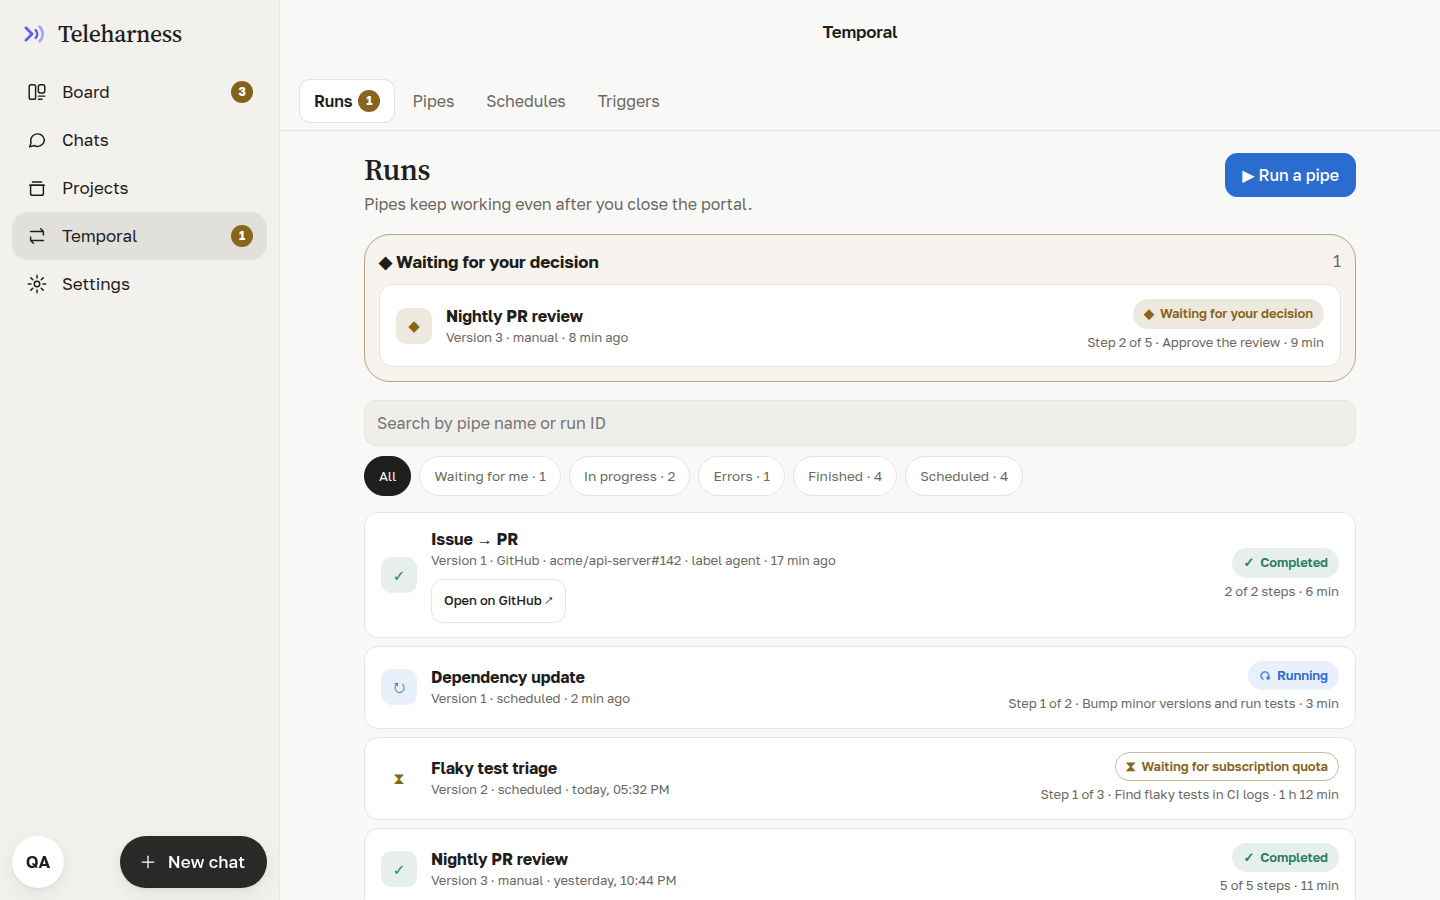 Teleharness
Board 3
Chats
Projects
Temporal 1
Settings
QA
+ New chat
Temporal
Runs 1
Pipes
Schedules
Triggers
Runs
Pipes keep working even after you close the portal.
▶ Run a pipe
◆ Waiting for your decision
1
◆
Nightly PR review
Version 3 · manual · 8 min ago
◆ Waiting for your decision
Step 2 of 5 · Approve the review · 9 min
Search by pipe name or run ID
All
Waiting for me · 1
In progress · 2
Errors · 1
Finished · 4
Scheduled · 4
✓
Issue → PR
Version 1 · GitHub · acme/api-server#142 · label agent · 17 min ago
Open on GitHub ↗
✓ Completed
2 of 2 steps · 6 min
↻
Dependency update
Version 1 · scheduled · 2 min ago
Running
Step 1 of 2 · Bump minor versions and run tests · 3 min
⧗
Flaky test triage
Version 2 · scheduled · today, 05:32 PM
⧗ Waiting for subscription quota
Step 1 of 3 · Find flaky tests in CI logs · 1 h 12 min
✓
Nightly PR review
Version 3 · manual · yesterday, 10:44 PM
✓ Completed
5 of 5 steps · 11 min